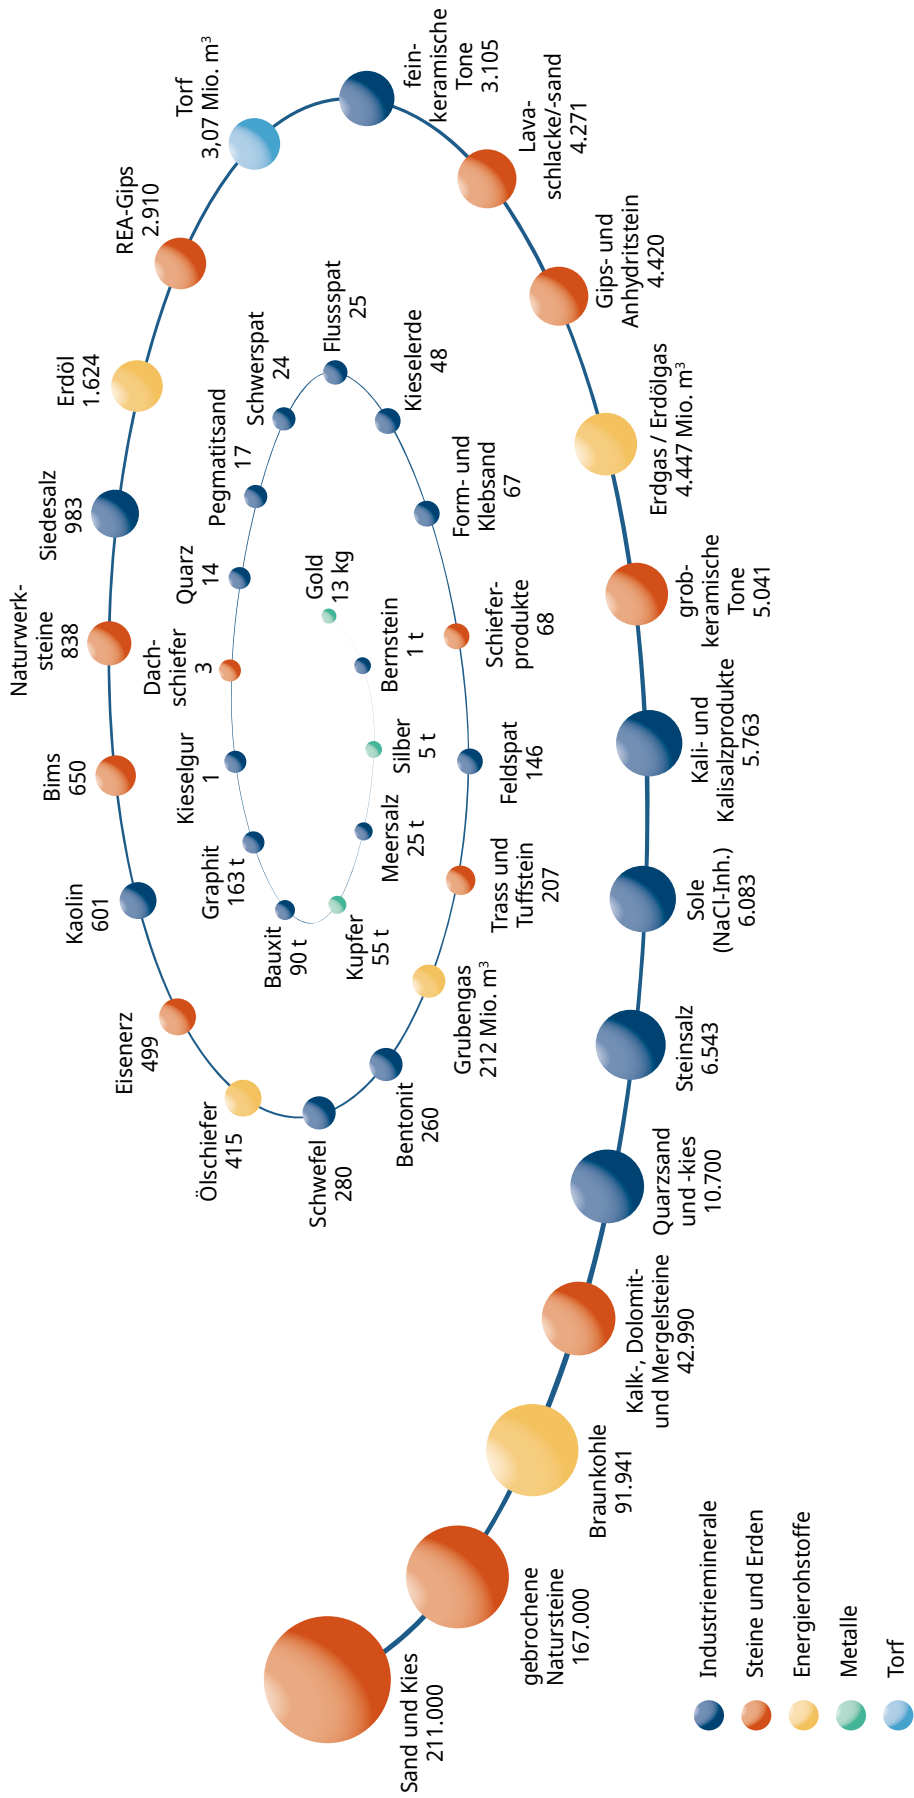 Sand und Kies
211.000
gebrochene
Natursteine
167.000
Braunkohle
91.941
Kalk-, Dolomit-
und Mergelsteine
42.990
Quarzsand
und -kies
10.700
Steinsalz
6.543
Sole
(NaCl-Inh.)
6.083
Kali- und
Kalisalzprodukte
5.763
grob-
keramische
Tone
5.041
Erdgas / Erdölgas
4.447 Mio. m³
Gips- und
Anhydritstein
4.420
Lava-
schlacke/-sand
4.271
fein-
keramische
Tone
3.105
Torf
3,07 Mio. m³
REA-Gips
2.910
Erdöl
1.624
Siedesalz
983
Naturwerk-
steine
838
Bims
650
Kaolin
601
Eisenerz
499
Ölschiefer
415
Schwefel
280
Bentonit
260
Grubengas
212 Mio. m³
Trass und
Tuffstein
207
Feldspat
146
Schiefer-
produkte
68
Form- und
Klebsand
67
Kieselerde
48
Flussspat
25
Schwerspat
24
Pegmatitsand
17
Quarz
14
Dach-
schiefer
3
Kieselgur
1
Graphit
163 t
Bauxit
90 t
Kupfer
55 t
Meersalz
25 t
Silber
5 t
Bernstein
1 t
Gold
13 kg
Industrieminerale
Steine und Erden
Energierohstoffe
Metalle
Torf